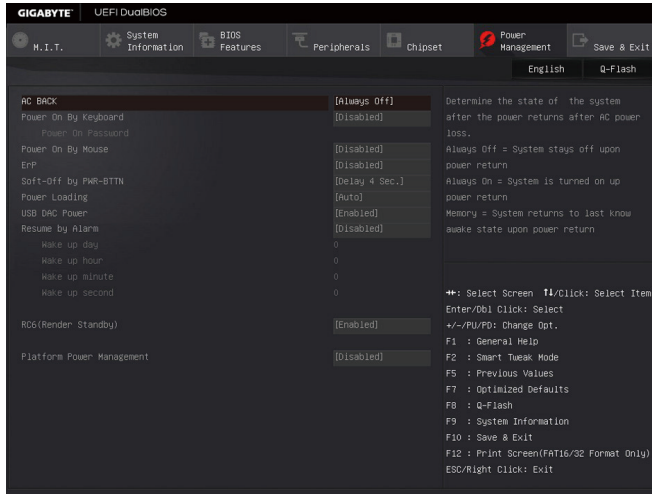 GIGABYTE™ UEFI DualBIOS
M.I.T.
System Information
BIOS Features
Peripherals
Chipset
Power Management
Save & Exit
English Q-Flash
AC BACK [Always Off]
Power On By Keyboard [Disabled]
Power On Password
Power On By Mouse [Disabled]
ErP [Disabled]
Soft-Off by PWR-BTTN [Delay 4 Sec.]
Power Loading [Auto]
USB DAC Power [Enabled]
Resume by Alarm [Disabled]
Wake up day 0
Wake up hour 0
Wake up minute 0
Wake up second 0
RC6(Render Standby) [Enabled]
Platform Power Management [Disabled]
Determine the state of the system
after the power returns after AC power
loss.
Always Off = System stays off upon
power return
Always On = System is turned on up
power return
Memory = System returns to last know
awake state upon power return
→←: Select Screen ↑↓/Click: Select Item
Enter/Dbl Click: Select
+/-/PU/PD: Change Opt.
F1 : General Help
F2 : Smart Tweak Mode
F5 : Previous Values
F7 : Optimized Defaults
F8 : Q-Flash
F9 : System Information
F10 : Save & Exit
F12 : Print Screen(FAT16/32 Format Only)
ESC/Right Click: Exit